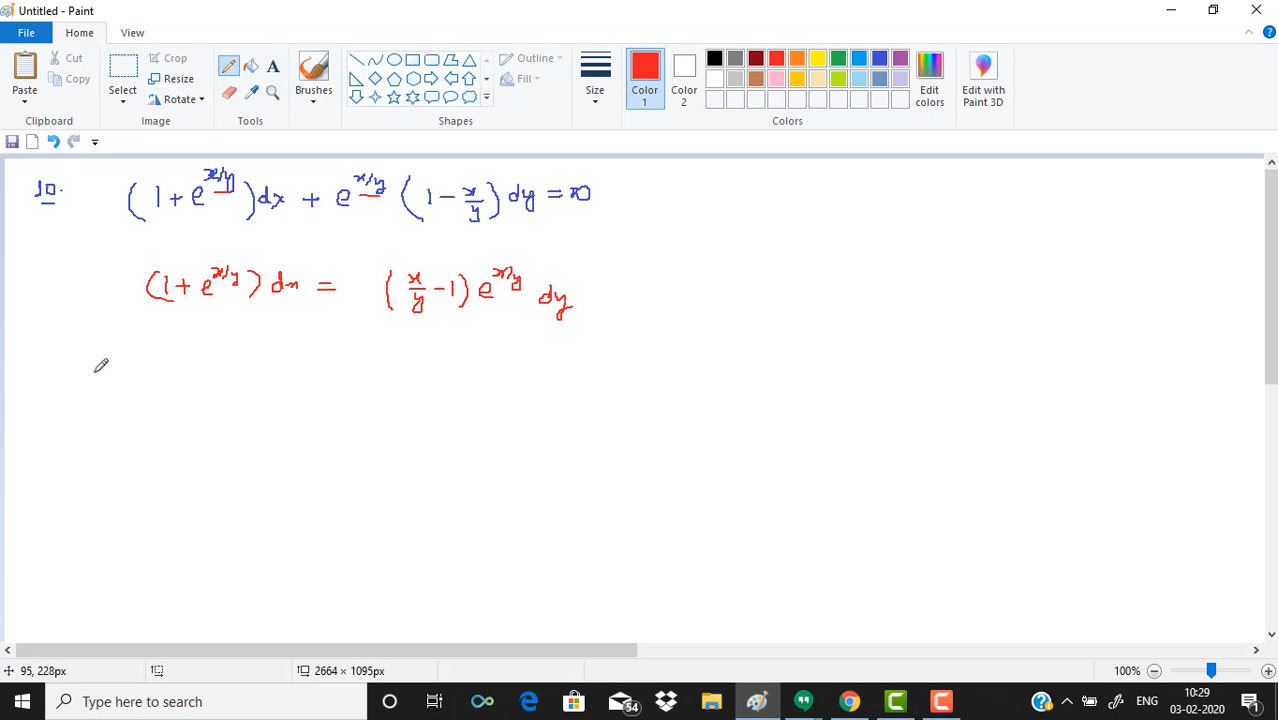 Untitled - Paint
File Home View
Paste Cut Copy Select Crop Resize Rotate A Brushes Outline Fill Size Color 1 Color 2 Edit colors Edit with Paint 3D
Clipboard Image Tools Shapes Colors
10. (1 + e^{x/y}) dx + e^{x/y} (1 - x/y) dy = 0
(1 + e^{x/y}) dx = (x/y - 1) e^{x/y} dy
95, 228px 2664 × 1095px 100%
Type here to search 54 ENG 10:29 03-02-2020 1